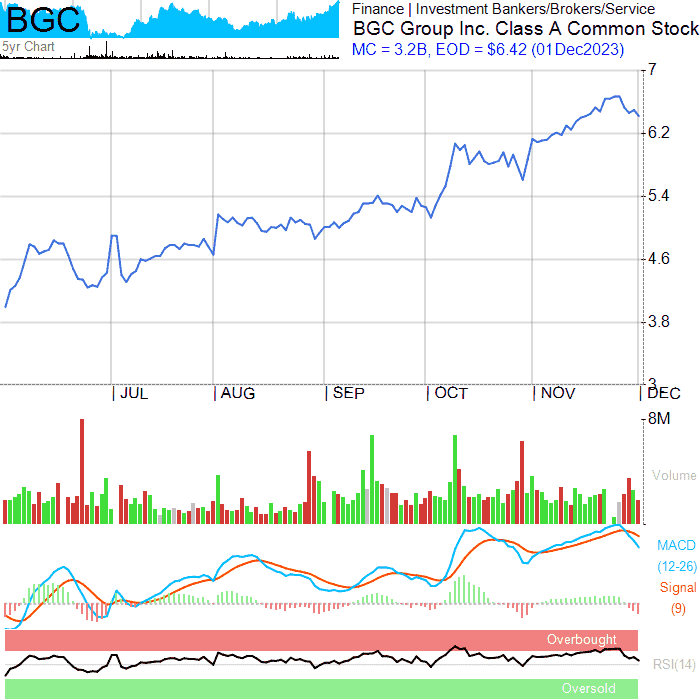 BGC
5yr Chart
Finance | Investment Bankers/Brokers/Service
BGC Group Inc. Class A Common Stock
MC = 3.2B, EOD = $6.42 (01Dec2023)
7
6.2
5.4
4.6
3.8
3
JUL AUG SEP OCT NOV DEC
8M
Volume
MACD
(12-26)
Signal
(9)
Overbought
RSI(14)
Oversold